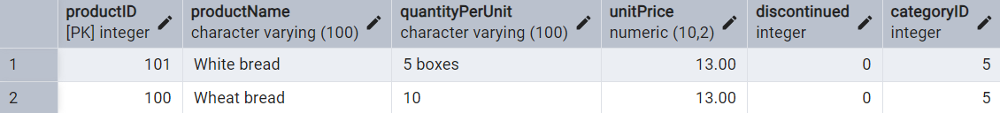 productID productName quantityPerUnit unitPrice discontinued categoryID
[PK] integer character varying (100) character varying (100) numeric (10,2) integer integer
1 101 White bread 5 boxes 13.00 0 5
2 100 Wheat bread 10 13.00 0 5